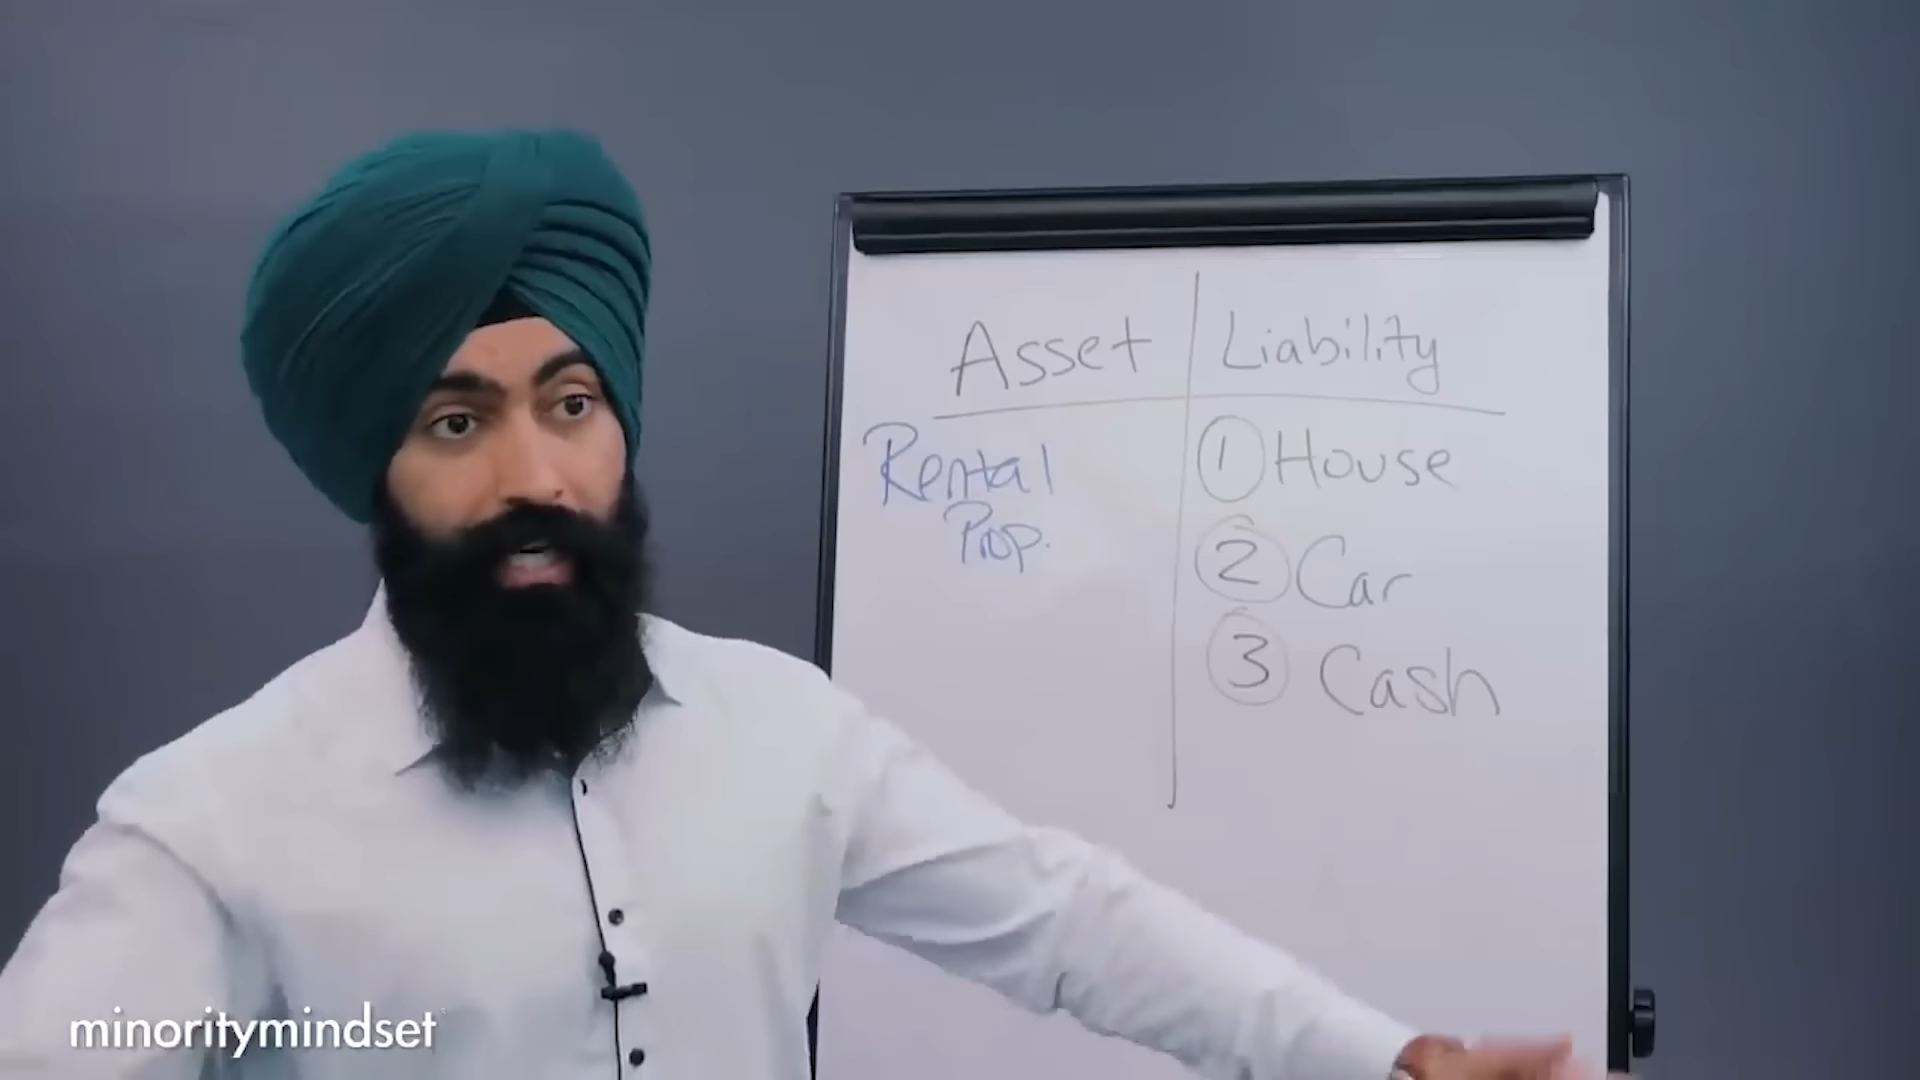 Asset
Liability
Rental
Prop.
1 House
2 Car
3 Cash
minoritymindset